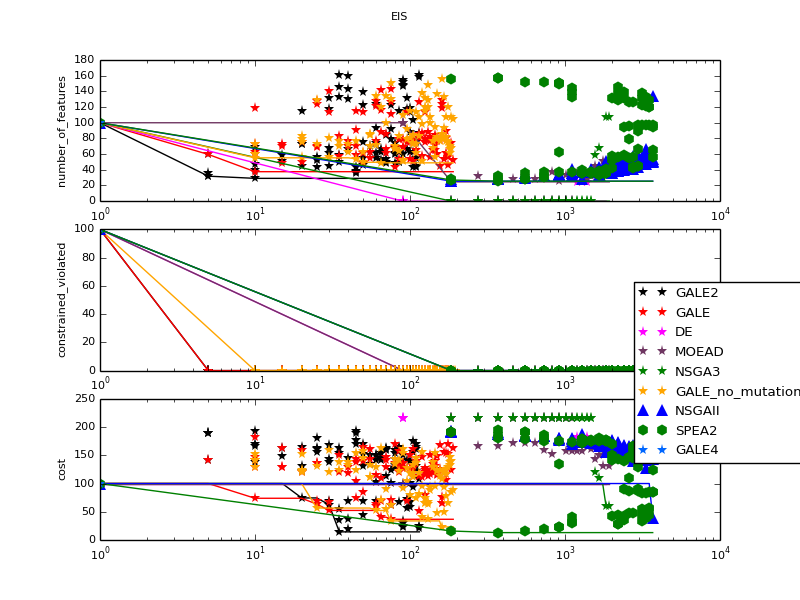 EIS
180
160
140
120
100
80
60
40
20
0
number_of_features
10^0 10^1 10^2 10^3 10^4
100
80
60
40
20
0
constrained_violated
10^0 10^1 10^2 10^3
250
200
150
100
50
0
cost
10^0 10^1 10^2 10^3 10^4
GALE2
GALE
DE
MOEAD
NSGA3
GALE_no_mutation
NSGAII
SPEA2
GALE4